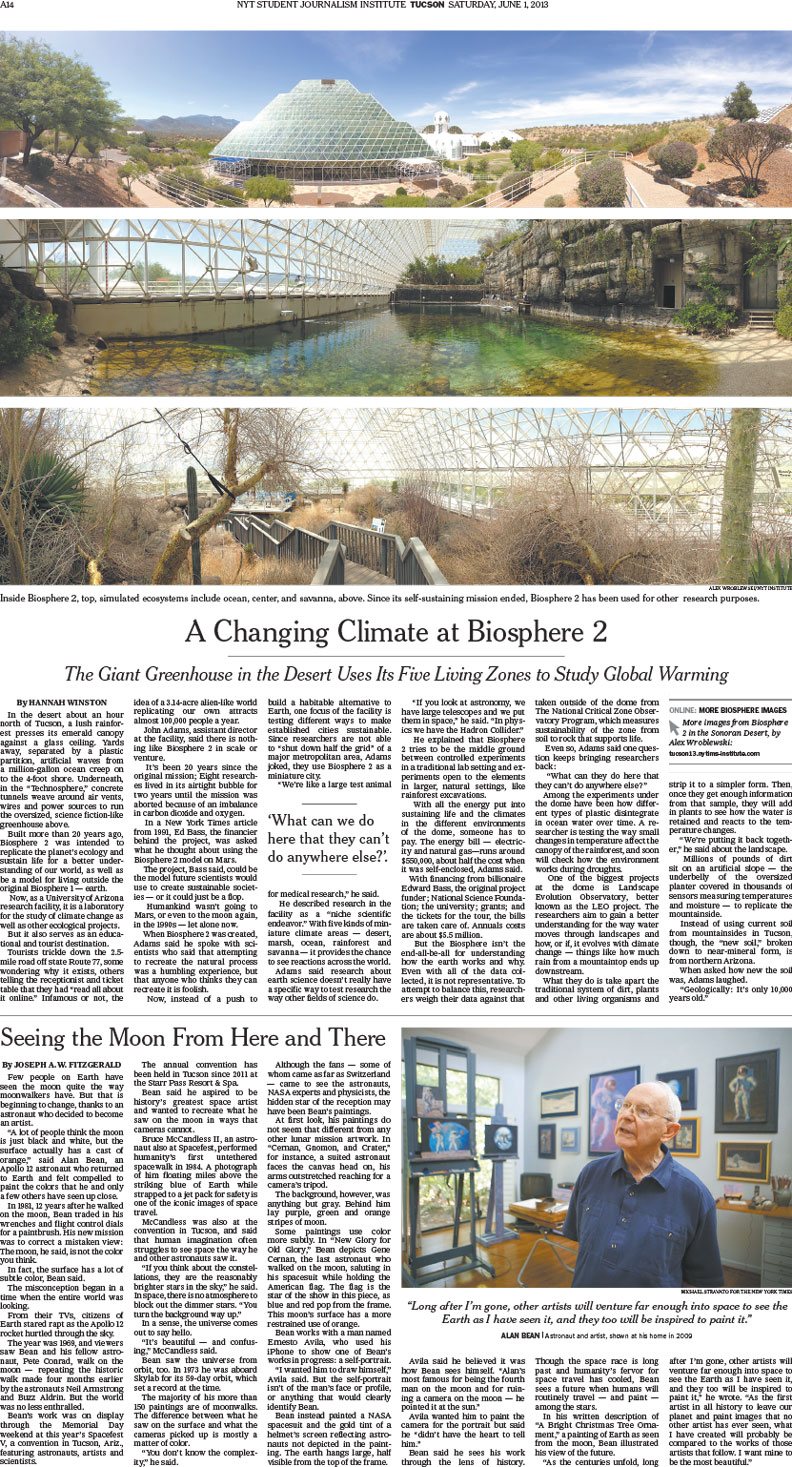 A14
NYT STUDENT JOURNALISM INSTITUTE TUCSON SATURDAY, JUNE 1, 2013
ALEX WROBLEWSKI/NYT INSTITUTE
Inside Biosphere 2, top, simulated ecosystems include ocean, center, and savanna, above. Since its self-sustaining mission ended, Biosphere 2 has been used for other research purposes.
A Changing Climate at Biosphere 2
The Giant Greenhouse in the Desert Uses Its Five Living Zones to Study Global Warming
By HANNAH WINSTON
In the desert about an hour
north of Tucson, a lush rainfor-
est presses its emerald canopy
against a glass ceiling. Yards
away, separated by a plastic
partition, artificial waves from
a million-gallon ocean creep on
to the 4-foot shore. Underneath,
in the "Technosphere," concrete
tunnels weave around air vents,
wires and power sources to run
the oversized, science fiction-like
greenhouse above.
Built more than 20 years ago,
Biosphere 2 was intended to
replicate the planet's ecology and
sustain life for a better under-
standing of our world, as well as
be a model for living outside the
original Biosphere 1 — earth.
Now, as a University of Arizona
research facility, it is a laboratory
for the study of climate change as
well as other ecological projects.
But it also serves as an educa-
tional and tourist destination.
Tourists trickle down the 2.5-
mile road off state Route 77, some
wondering why it exists, others
telling the receptionist and ticket
table that they had "read all about
it online." Infamous or not, the
idea of a 3.14-acre alien-like world
replicating our own attracts
almost 100,000 people a year.
John Adams, assistant director
at the facility, said there is noth-
ing like Biosphere 2 in scale or
venture.
It's been 20 years since the
original mission; Eight research-
ers lived in its airtight bubble for
two years until the mission was
aborted because of an imbalance
in carbon dioxide and oxygen.
In a New York Times article
from 1991, Ed Bass, the financier
behind the project, was asked
what he thought about using the
Biosphere 2 model on Mars.
The project, Bass said, could be
the model future scientists would
use to create sustainable societ-
ies — or it could just be a flop.
Humankind wasn't going to
Mars, or even to the moon again,
in the 1990s — let alone now.
When Biosphere 2 was created,
Adams said he spoke with sci-
entists who said that attempting
to recreate the natural process
was a humbling experience, but
that anyone who thinks they can
recreate it is foolish.
Now, instead of a push to
build a habitable alternative to
Earth, one focus of the facility is
testing different ways to make
established cities sustainable.
Since researchers are not able
to "shut down half the grid" of a
major metropolitan area, Adams
joked, they use Biosphere 2 as a
miniature city.
"We're like a large test animal
'What can we do
here that they can't
do anywhere else?'.
for medical research," he said.
He described research in the
facility as a "niche scientific
endeavor." With five kinds of min-
iature climate areas — desert,
marsh, ocean, rainforest and
savanna — it provides the chance
to see reactions across the world.
Adams said research about
earth science doesn't really have
a specific way to test research the
way other fields of science do.
"If you look at astronomy, we
have large telescopes and we put
them in space," he said. "In phys-
ics we have the Hadron Collider."
He explained that Biosphere
2 tries to be the middle ground
between controlled experiments
in a traditional lab setting and ex-
periments open to the elements
in larger, natural settings, like
rainforest excavations.
With all the energy put into
sustaining life and the climates
in the different environments
of the dome, someone has to
pay. The energy bill — electric-
ity and natural gas—runs around
$550,000, about half the cost when
it was self-enclosed, Adams said.
With financing from billionaire
Edward Bass, the original project
funder; National Science Founda-
tion; the university; grants; and
the tickets for the tour, the bills
are taken care of. Annuals costs
are about $5.5 million.
But the Biosphere isn't the
end-all-be-all for understanding
how the earth works and why.
Even with all of the data col-
lected, it is not representative. To
attempt to balance this, research-
ers weigh their data against that
taken outside of the dome from
The National Critical Zone Obser-
vatory Program, which measures
sustainability of the zone from
soil to rock that supports life.
Even so, Adams said one ques-
tion keeps bringing researchers
back:
"What can they do here that
they can't do anywhere else?"
Among the experiments under
the dome have been how differ-
ent types of plastic disintegrate
in ocean water over time. A re-
searcher is testing the way small
changes in temperature affect the
canopy of the rainforest, and soon
will check how the environment
works during droughts.
One of the biggest projects
at the dome is Landscape
Evolution Observatory, better
known as the LEO project. The
researchers aim to gain a better
understanding for the way water
moves through landscapes and
how, or if, it evolves with climate
change — things like how much
rain from a mountaintop ends up
downstream.
What they do is take apart the
traditional system of dirt, plants
and other living organisms and
ONLINE: MORE BIOSPHERE IMAGES
More images from Biosphere
2 in the Sonoran Desert, by
Alex Wroblewski:
tucson13.nytimes-institute.com
strip it to a simpler form. Then,
once they get enough information
from that sample, they will add
in plants to see how the water is
retained and reacts to the tem-
perature changes.
"We're putting it back togeth-
er," he said about the landscape.
Millions of pounds of dirt
sit on an artificial slope — the
underbelly of the oversized
planter covered in thousands of
sensors measuring temperatures
and moisture — to replicate the
mountainside.
Instead of using current soil
from mountainsides in Tucson,
though, the "new soil," broken
down to near-mineral form, is
from northern Arizona.
When asked how new the soil
was, Adams laughed.
"Geologically: It's only 10,000
years old."
Seeing the Moon From Here and There
By JOSEPH A.W. FITZGERALD
Few people on Earth have
seen the moon quite the way
moonwalkers have. But that is
beginning to change, thanks to an
astronaut who decided to become
an artist.
"A lot of people think the moon
is just black and white, but the
surface actually has a cast of
orange," said Alan Bean, an
Apollo 12 astronaut who returned
to Earth and felt compelled to
paint the colors that he and only
a few others have seen up close.
In 1981, 12 years after he walked
on the moon, Bean traded in his
wrenches and flight control dials
for a paintbrush. His new mission
was to correct a mistaken view:
The moon, he said, is not the color
you think.
In fact, the surface has a lot of
subtle color, Bean said.
The misconception began in a
time when the entire world was
looking.
From their TVs, citizens of
Earth stared rapt as the Apollo 12
rocket hurtled through the sky.
The year was 1969, and viewers
saw Bean and his fellow astro-
naut, Pete Conrad, walk on the
moon — repeating the historic
walk made four months earlier
by the astronauts Neil Armstrong
and Buzz Aldrin. But the world
was no less enthralled.
Bean's work was on display
through the Memorial Day
weekend at this year's Spacefest
V, a convention in Tucson, Ariz.,
featuring astronauts, artists and
scientists.
The annual convention has
been held in Tucson since 2011 at
the Starr Pass Resort & Spa.
Bean said he aspired to be
history's greatest space artist
and wanted to recreate what he
saw on the moon in ways that
cameras cannot.
Bruce McCandless II, an astro-
naut also at Spacefest, performed
humanity's first untethered
spacewalk in 1984. A photograph
of him floating miles above the
striking blue of Earth while
strapped to a jet pack for safety is
one of the iconic images of space
travel.
McCandless was also at the
convention in Tucson, and said
that human imagination often
struggles to see space the way he
and other astronauts saw it.
"If you think about the constel-
lations, they are the reasonably
brighter stars in the sky," he said.
In space, there is no atmosphere to
block out the dimmer stars. "You
turn the background way up."
In a sense, the universe comes
out to say hello.
"It's beautiful — and confus-
ing," McCandless said.
Bean saw the universe from
orbit, too. In 1973 he was aboard
Skylab for its 59-day orbit, which
set a record at the time.
The majority of his more than
150 paintings are of moonwalks.
The difference between what he
saw on the surface and what the
cameras picked up is mostly a
matter of color.
"You don't know the complex-
ity," he said.
Although the fans — some of
whom came as far as Switzerland
— came to see the astronauts,
NASA experts and physicists, the
hidden star of the reception may
have been Bean's paintings.
At first look, his paintings do
not seem that different from any
other lunar mission artwork. In
"Cernan, Gaomon, and Crater,"
for instance, a suited astronaut
faces the canvas head on, his
arms outstretched reaching for a
camera's tripod.
The background, however, was
anything but gray. Behind him
lay purple, green and orange
stripes of moon.
Some paintings use color
more subtly. In "New Glory for
Old Glory," Bean depicts Gene
Cernan, the last astronaut who
walked on the moon, saluting in
his spacesuit while holding the
American flag. The flag is the
star of the show in this piece, as
blue and red pop from the frame.
This moon's surface has a more
restrained use of orange.
Bean works with a man named
Ernesto Avila, who used his
iPhone to show one of Bean's
works in progress: a self-portrait.
"I wanted him to draw himself,"
Avila said. But the self-portrait
isn't of the man's face or profile,
or anything that would clearly
identify Bean.
Bean instead painted a NASA
spacesuit and the gold tint of a
helmet's screen reflecting astro-
nauts not depicted in the paint-
ing. The earth hangs large, half
visible from the top of the frame.
MICHAEL STRAVATO FOR THE NEW YORK TIMES
"Long after I'm gone, other artists will venture far enough into space to see the
Earth as I have seen it, and they too will be inspired to paint it."
ALAN BEAN | Astronaut and artist, shown at his home in 2009
Avila said he believed it was
how Bean sees himself. "Alan's
most famous for being the fourth
man on the moon and for ruin-
ing a camera on the moon — he
pointed it at the sun."
Avila wanted him to paint the
camera for the portrait but said
he "didn't have the heart to tell
him."
Bean said he sees his work
through the lens of history.
Though the space race is long
past and humanity's fervor for
space travel has cooled, Bean
sees a future when humans will
routinely travel — and paint —
among the stars.
In his written description of
"A Bright Christmas Tree Orna-
ment," a painting of Earth as seen
from the moon, Bean illustrated
his view of the future.
"As the centuries unfold, long
after I'm gone, other artists will
venture far enough into space to
see the Earth as I have seen it,
and they too will be inspired to
paint it," he wrote. "As the first
artist in all history to leave our
planet and paint images that no
other artist has ever seen, what
I have created will probably be
compared to the works of those
artists that follow. I want mine to
be the most beautiful."